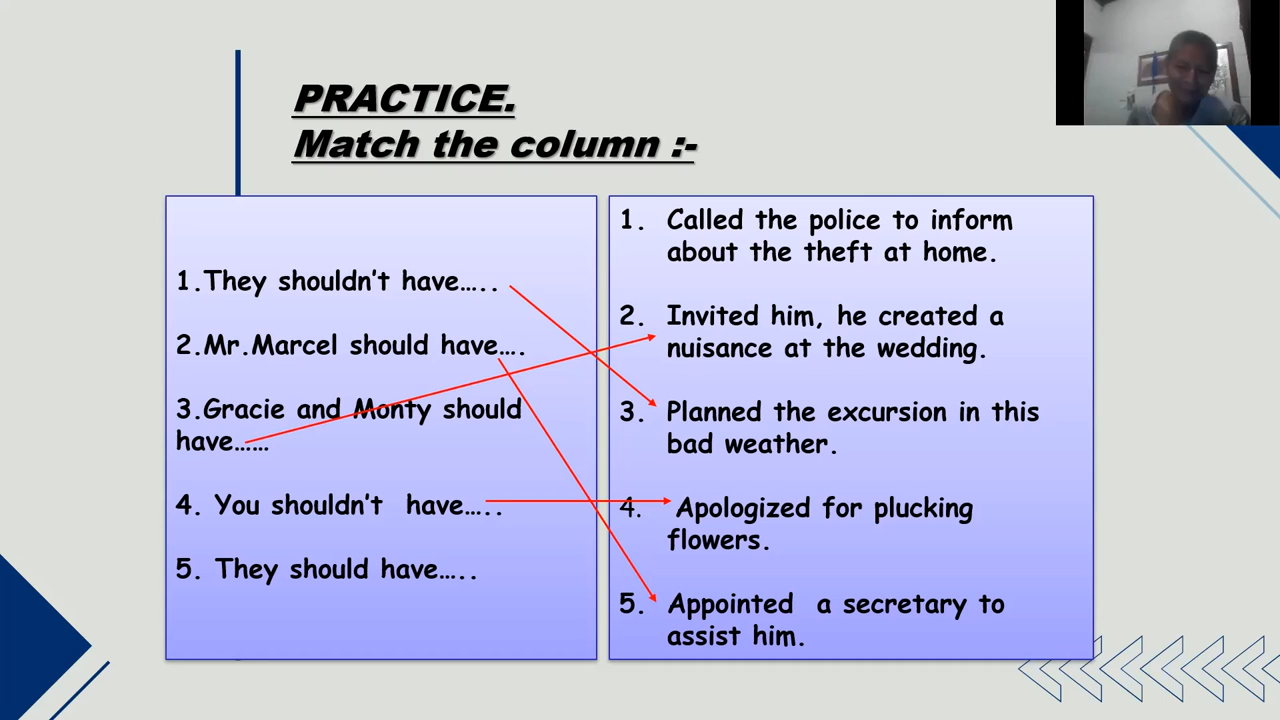 PRACTICE.
Match the column :-
1.They shouldn't have…..
2.Mr.Marcel should have….
3.Gracie and Monty should
have……
4. You shouldn't have…..
5. They should have…..
1. Called the police to inform
about the theft at home.
2. Invited him, he created a
nuisance at the wedding.
3. Planned the excursion in this
bad weather.
4. Apologized for plucking
flowers.
5. Appointed a secretary to
assist him.